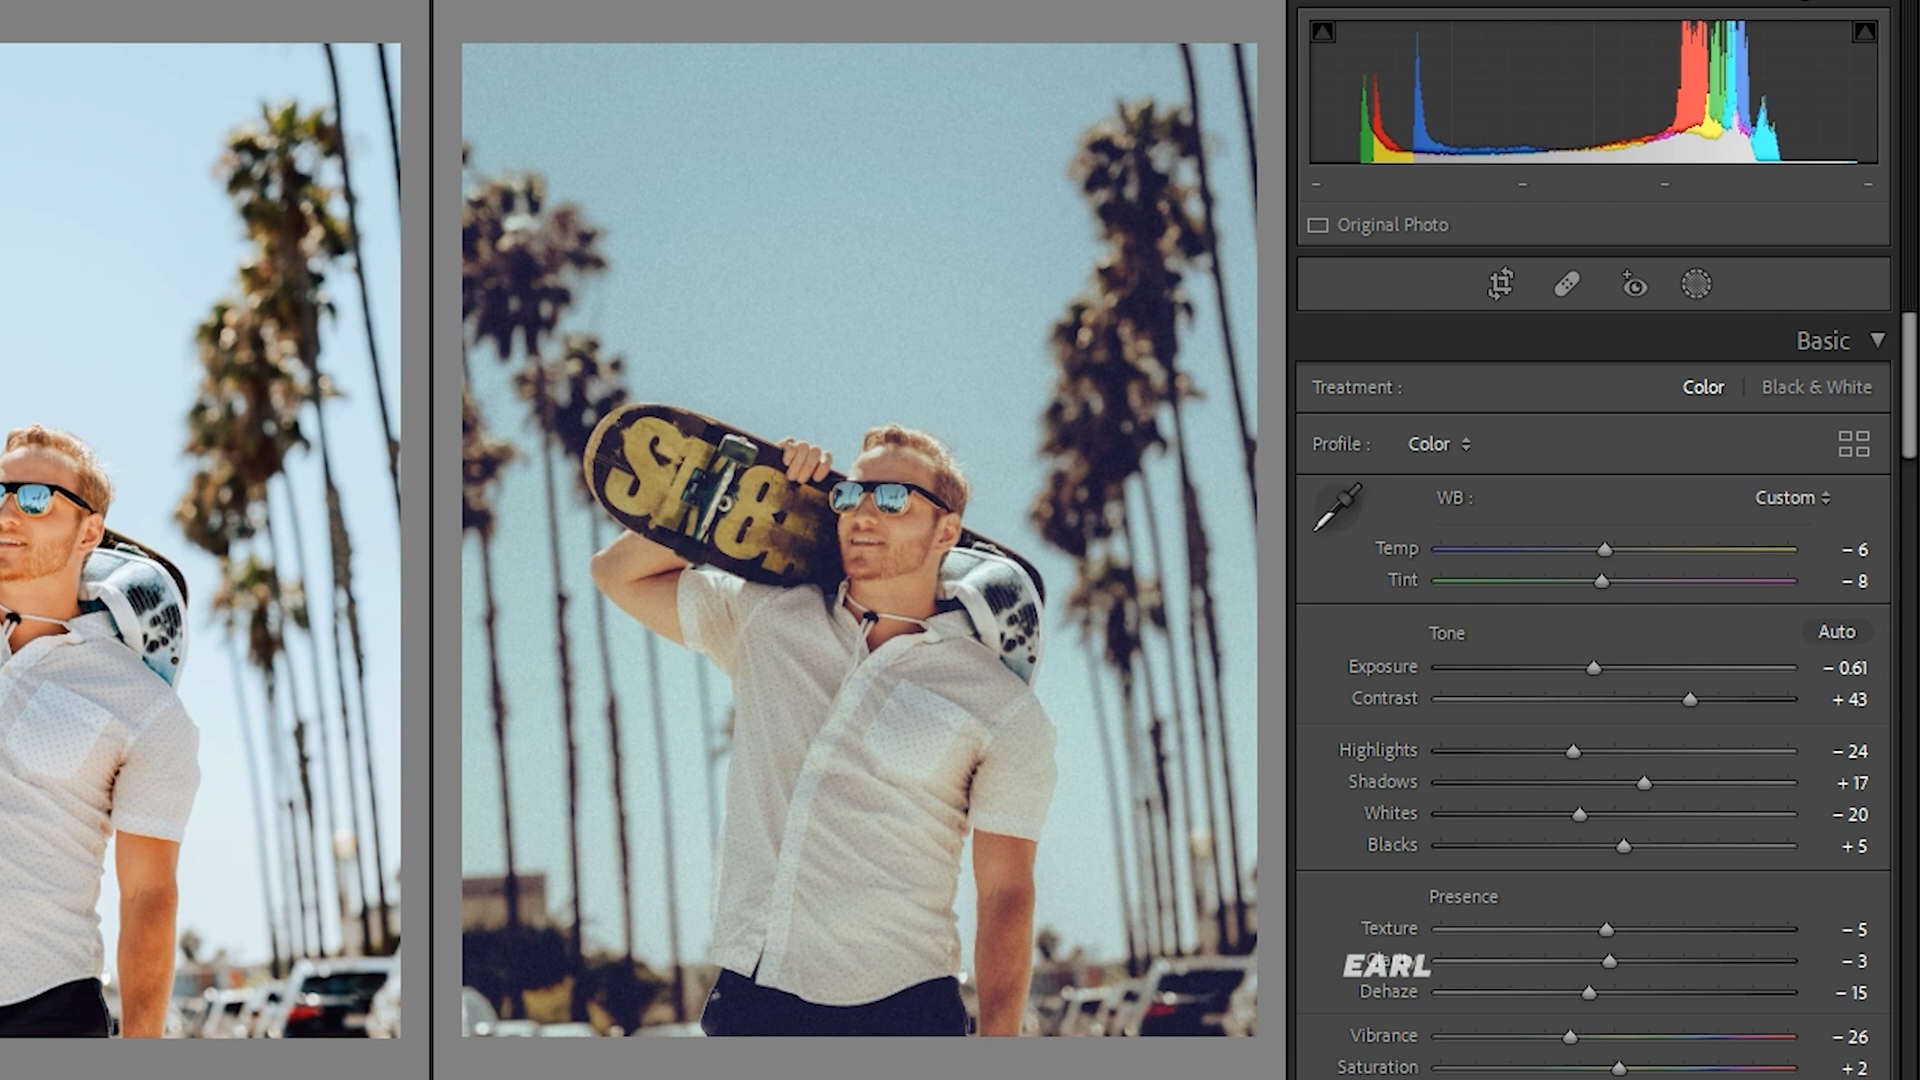 Original Photo
Basic
Treatment : Color Black & White
Profile : Color
WB : Custom
Temp - 6
Tint - 8
Tone Auto
Exposure - 0.61
Contrast + 43
Highlights - 24
Shadows + 17
Whites - 20
Blacks + 5
Presence
Texture - 5
EARL - 3
Dehaze - 15
Vibrance - 26
Saturation + 2
SK8